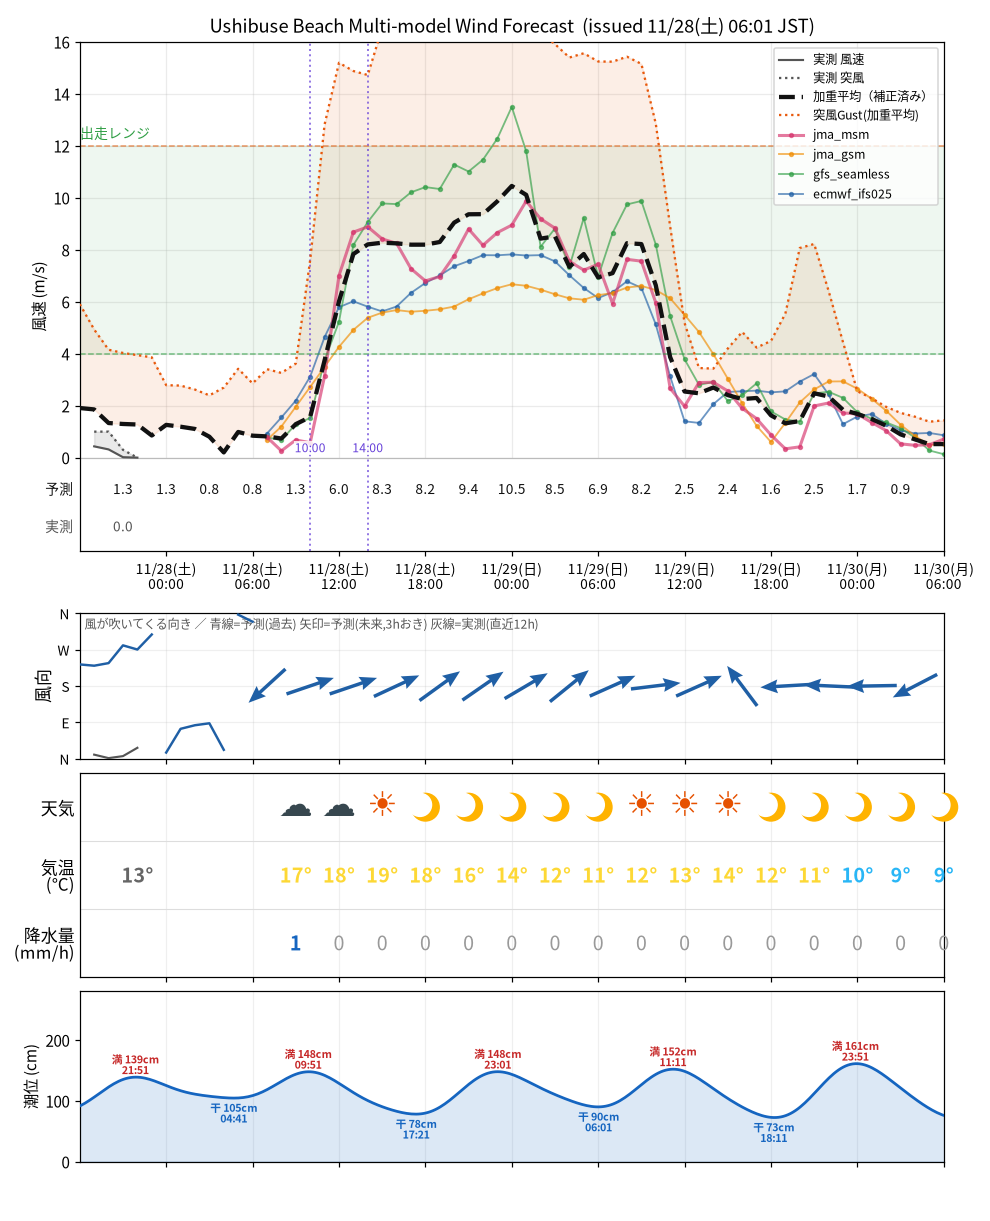 Ushibuse Beach Multi-model Wind Forecast (issued 11/28(土) 06:01 JST)
風速 (m/s)
16
14
12
10
8
6
4
2
0
出走レンジ
実測 風速
実測 突風
加重平均（補正済み）
突風Gust(加重平均)
jma_msm
jma_gsm
gfs_seamless
ecmwf_ifs025
10:00 14:00
予測 1.3 1.3 0.8 0.8 1.3 6.0 8.3 8.2 9.4 10.5 8.5 6.9 8.2 2.5 2.4 1.6 2.5 1.7 0.9
実測 0.0
11/28(土) 11/28(土) 11/28(土) 11/28(土) 11/29(日) 11/29(日) 11/29(日) 11/29(日) 11/30(月) 11/30(月)
00:00 06:00 12:00 18:00 00:00 06:00 12:00 18:00 00:00 06:00
風向
N
W
S
E
N
風が吹いてくる向き ／ 青線=予測(過去) 矢印=予測(未来,3hおき) 灰線=実測(直近12h)
天気
気温
(℃)
13° 17° 18° 19° 18° 16° 14° 12° 11° 12° 13° 14° 12° 11° 10° 9° 9°
降水量
(mm/h)
1 0 0 0 0 0 0 0 0 0 0 0 0 0 0 0
潮位 (cm)
200
100
0
満 139cm
21:51
干 105cm
04:41
満 148cm
09:51
干 78cm
17:21
満 148cm
23:01
干 90cm
06:01
満 152cm
11:11
干 73cm
18:11
満 161cm
23:51